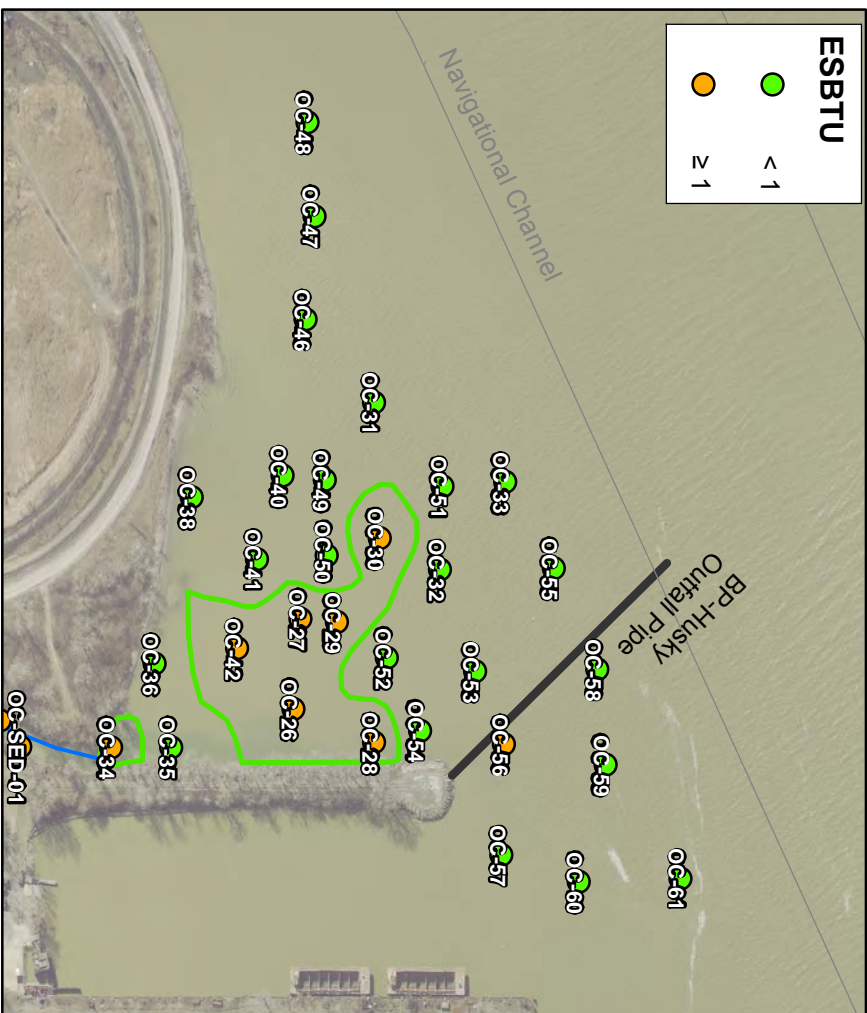 ESBTU
< 1
≥ 1
Navigational Channel
BP-Husky
Outfall Pipe
OC-61
OC-60
OC-59
OC-58
OC-57
OC-56
OC-55
OC-54
OC-53
OC-52
OC-33
OC-51
OC-32
OC-31
OC-30
OC-28
OC-29
OC-50
OC-49
OC-48
OC-47
OC-46
OC-27
OC-26
OC-40
OC-41
OC-42
OC-38
OC-36
OC-35
OC-34
OC-SED-01